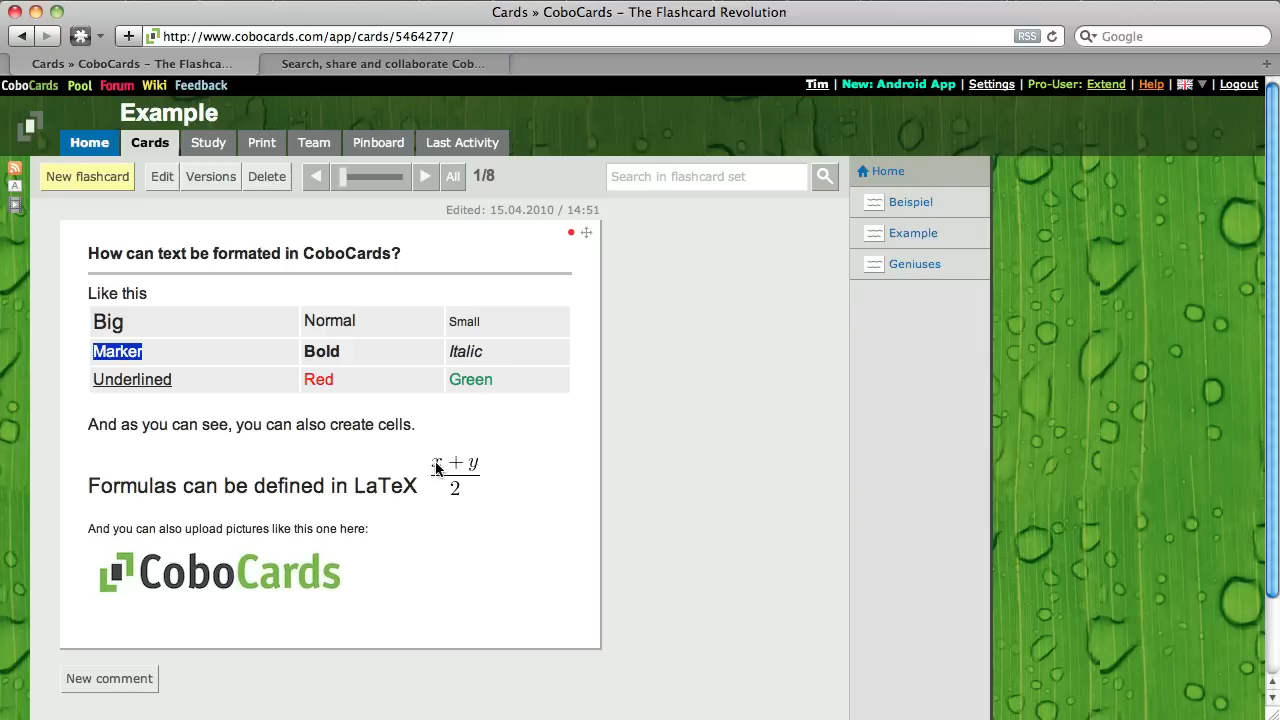 Cards » CoboCards – The Flashcard Revolution
http://www.cobocards.com/app/cards/5464277/
RSS
Google
Cards » CoboCards – The Flashca...
Search, share and collaborate Cob...
CoboCards Pool Forum Wiki Feedback
Tim | New: Android App | Settings | Pro-User: Extend | Help | Logout
Example
Home Cards Study Print Team Pinboard Last Activity
New flashcard Edit Versions Delete All 1/8 Search in flashcard set
Home
Beispiel
Example
Geniuses
Edited: 15.04.2010 / 14:51
How can text be formated in CoboCards?
Like this
Big Normal Small
Marker Bold Italic
Underlined Red Green
And as you can see, you can also create cells.
Formulas can be defined in LaTeX x + y
2
And you can also upload pictures like this one here:
CoboCards
New comment
A